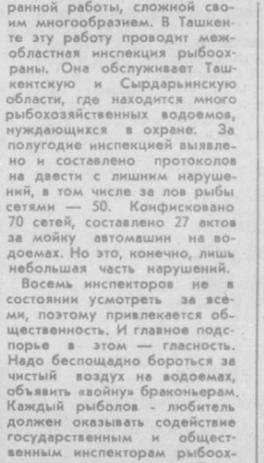 ранной работы, сложной сво-
им многообразием. В Ташкен-
те эту работу проводит меж-
областная инспекция рыбоох-
раны. Она обслуживает Таш-
кентскую и Сырдарьинскую
области, где находится много
рыбохозяйственных водоемов,
нуждающихся в охране. За
полугодие инспекцией выявле-
но и составлено протоколов
на двести с лишним наруше-
ний, в том числе за лов рыбы
сетями — 50. Конфисковано
70 сетей, составлено 27 актов
за мойку автомашин на во-
доемах. Но это, конечно, лишь
небольшая часть нарушений.
Восемь инспекторов не в
состоянии усмотреть за все-
ми, поэтому привлекается об-
щественность. И главное подс-
порье в этом — гласность.
Надо беспощадно бороться за
чистый воздух на водоемах,
объявить «войну» браконьерам.
Каждый рыболов - любитель
должен оказывать содействие
государственным и общест-
венным инспекторам рыбоох-